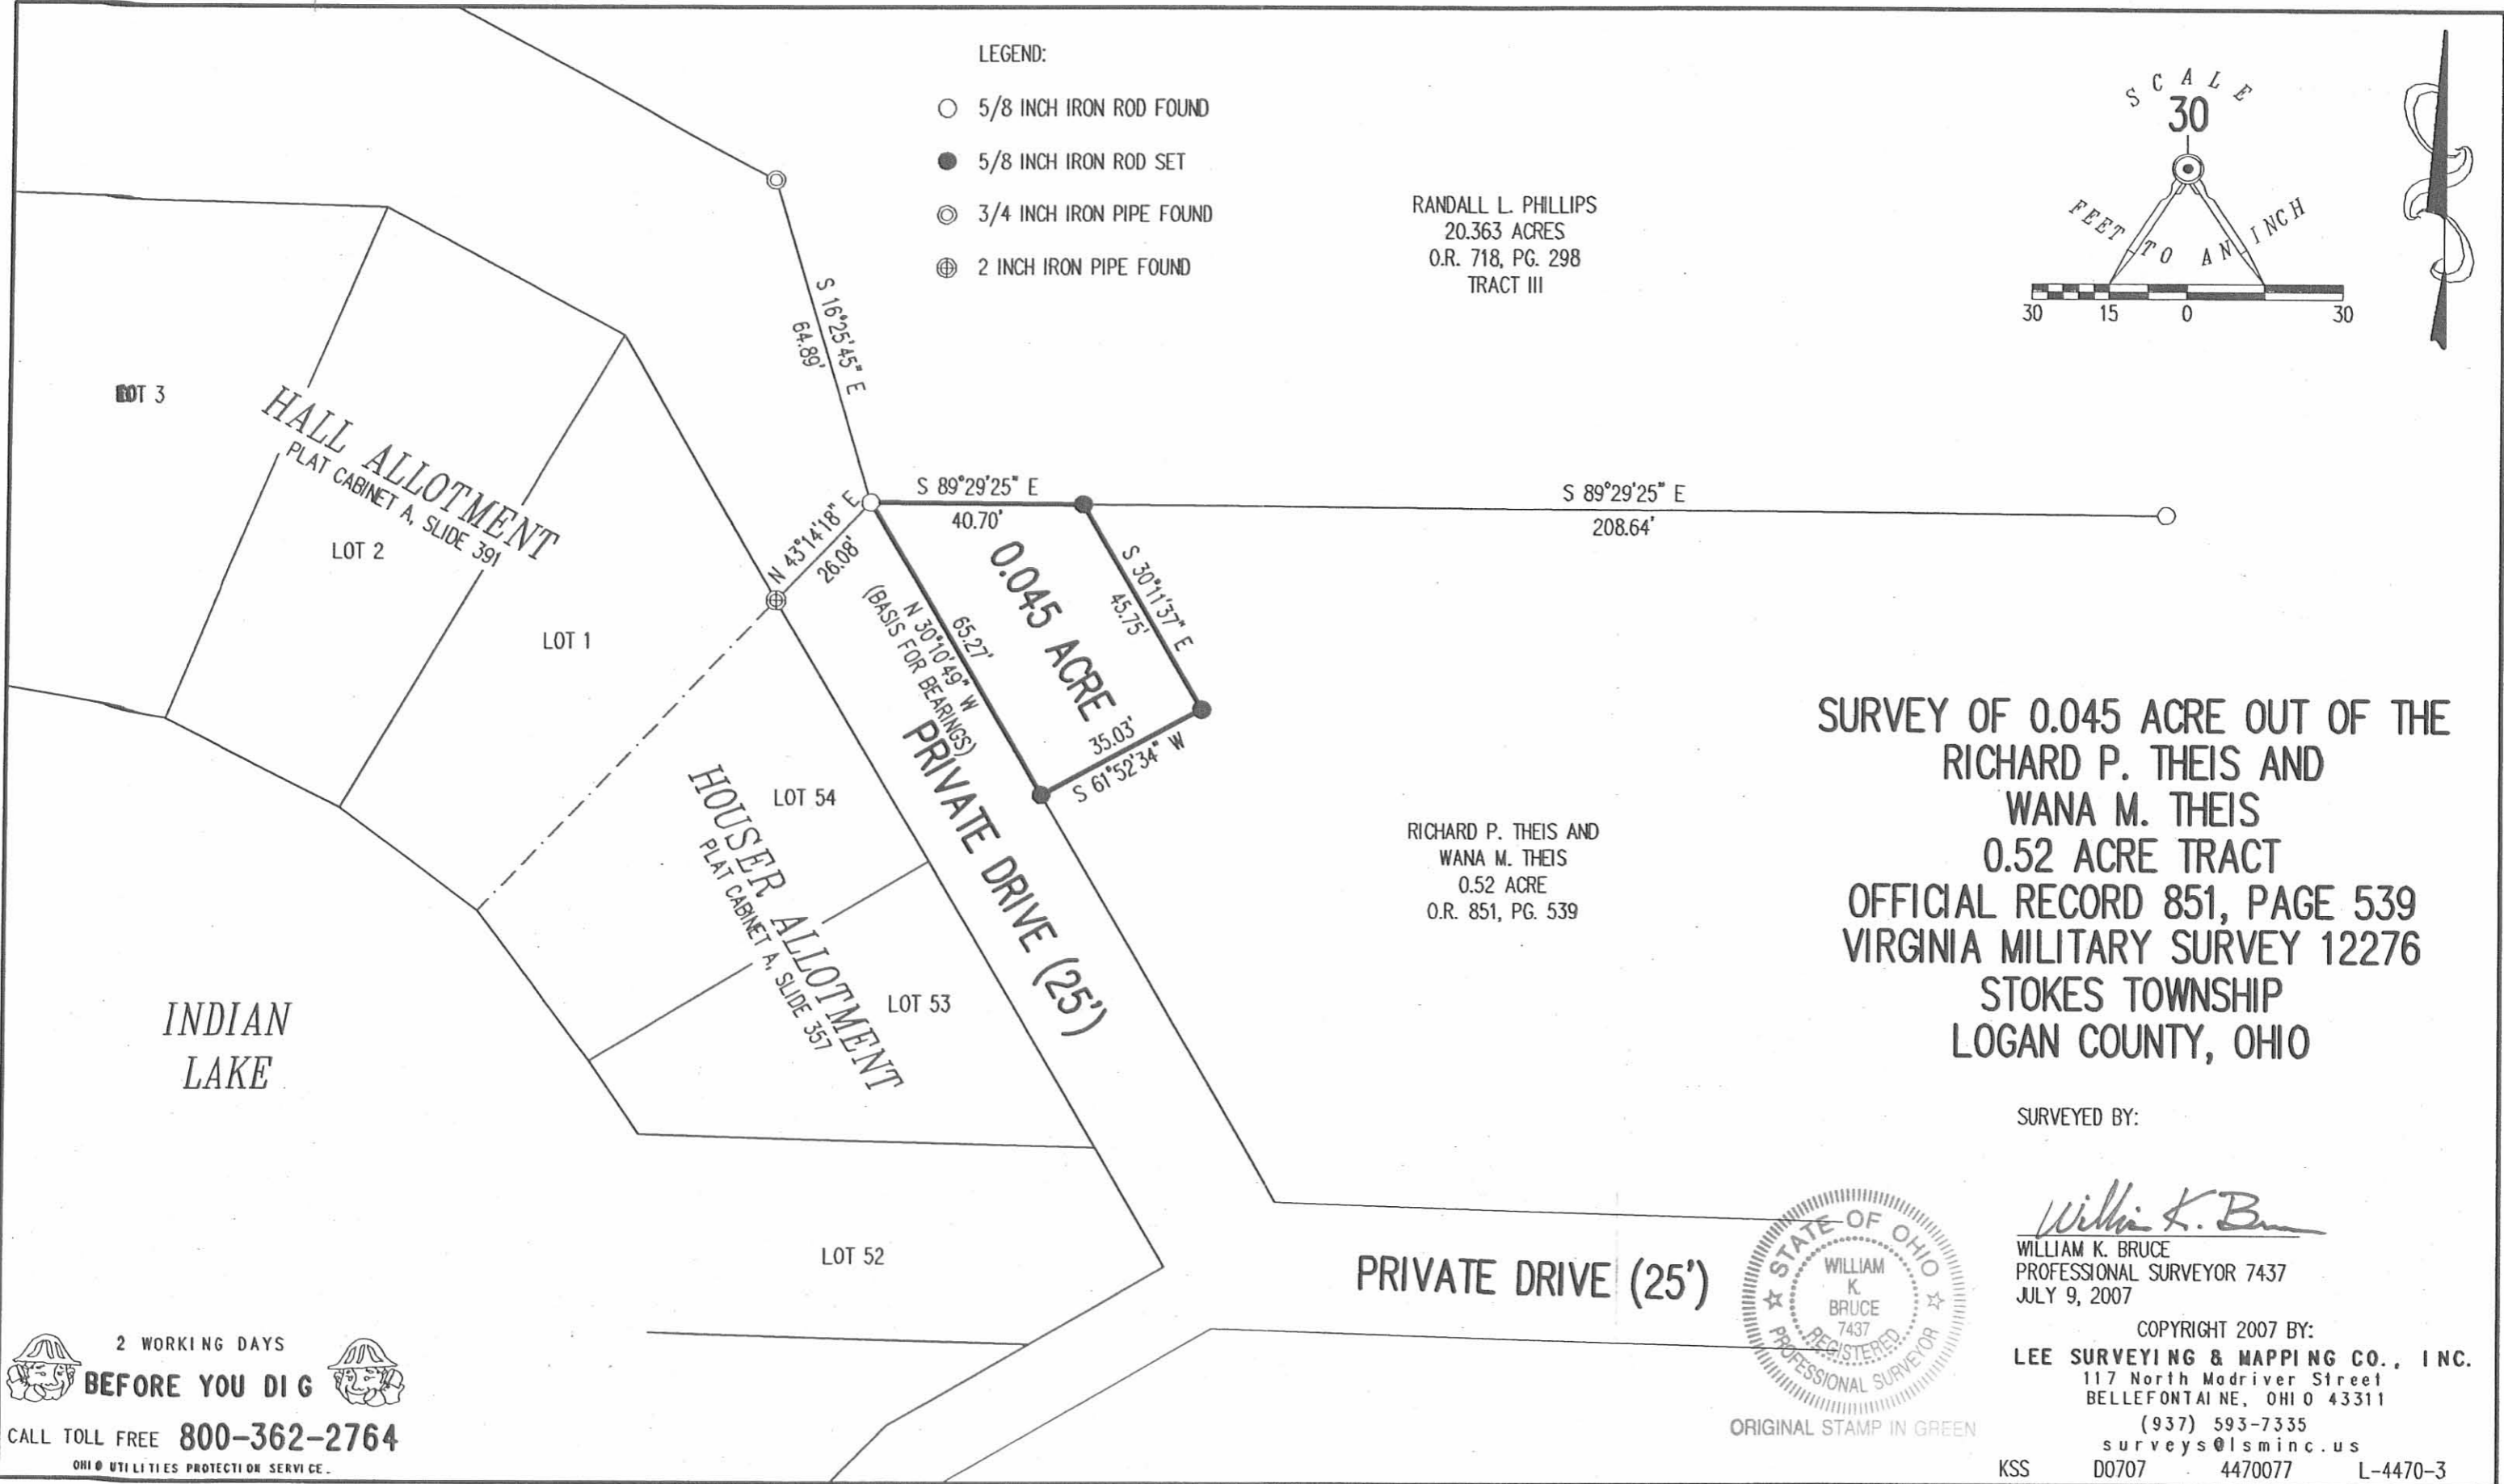 LEGEND:
5/8 INCH IRON ROD FOUND
5/8 INCH IRON ROD SET
3/4 INCH IRON PIPE FOUND
2 INCH IRON PIPE FOUND
RANDALL L. PHILLIPS
20.363 ACRES
O.R. 718, PG. 298
TRACT III
SCALE
30
FEET TO AN INCH
30 15 0 30
S 16°25'45" E
64.89'
LOT 3
HALL ALLOTMENT
PLAT CABINET A, SLIDE 391
LOT 2
LOT 1
N 43°14'18" E
26.08'
S 89°29'25" E
40.70'
S 89°29'25" E
208.64'
S 30°11'37" E
45.75'
0.045 ACRE
65.27'
N 30°10'49" W
(BASIS FOR BEARINGS)
35.03'
S 61°52'34" W
PRIVATE DRIVE (25')
LOT 54
HOUSER ALLOTMENT
PLAT CABINET A, SLIDE 357
LOT 53
RICHARD P. THEIS AND
WANA M. THEIS
0.52 ACRE
O.R. 851, PG. 539
SURVEY OF 0.045 ACRE OUT OF THE
RICHARD P. THEIS AND
WANA M. THEIS
0.52 ACRE TRACT
OFFICIAL RECORD 851, PAGE 539
VIRGINIA MILITARY SURVEY 12276
STOKES TOWNSHIP
LOGAN COUNTY, OHIO
INDIAN
LAKE
LOT 52
PRIVATE DRIVE (25')
STATE OF OHIO
WILLIAM
K.
BRUCE
7437
REGISTERED
PROFESSIONAL SURVEYOR
ORIGINAL STAMP IN GREEN
SURVEYED BY:
William K. Bruce
WILLIAM K. BRUCE
PROFESSIONAL SURVEYOR 7437
JULY 9, 2007
COPYRIGHT 2007 BY:
LEE SURVEYING & MAPPING CO., INC.
117 North Madriver Street
BELLEFONTAINE, OHIO 43311
(937) 593-7335
surveys@lsminc.us
KSS D0707 4470077 L-4470-3
2 WORKING DAYS
BEFORE YOU DIG
CALL TOLL FREE 800-362-2764
OHIO UTILITIES PROTECTION SERVICE.